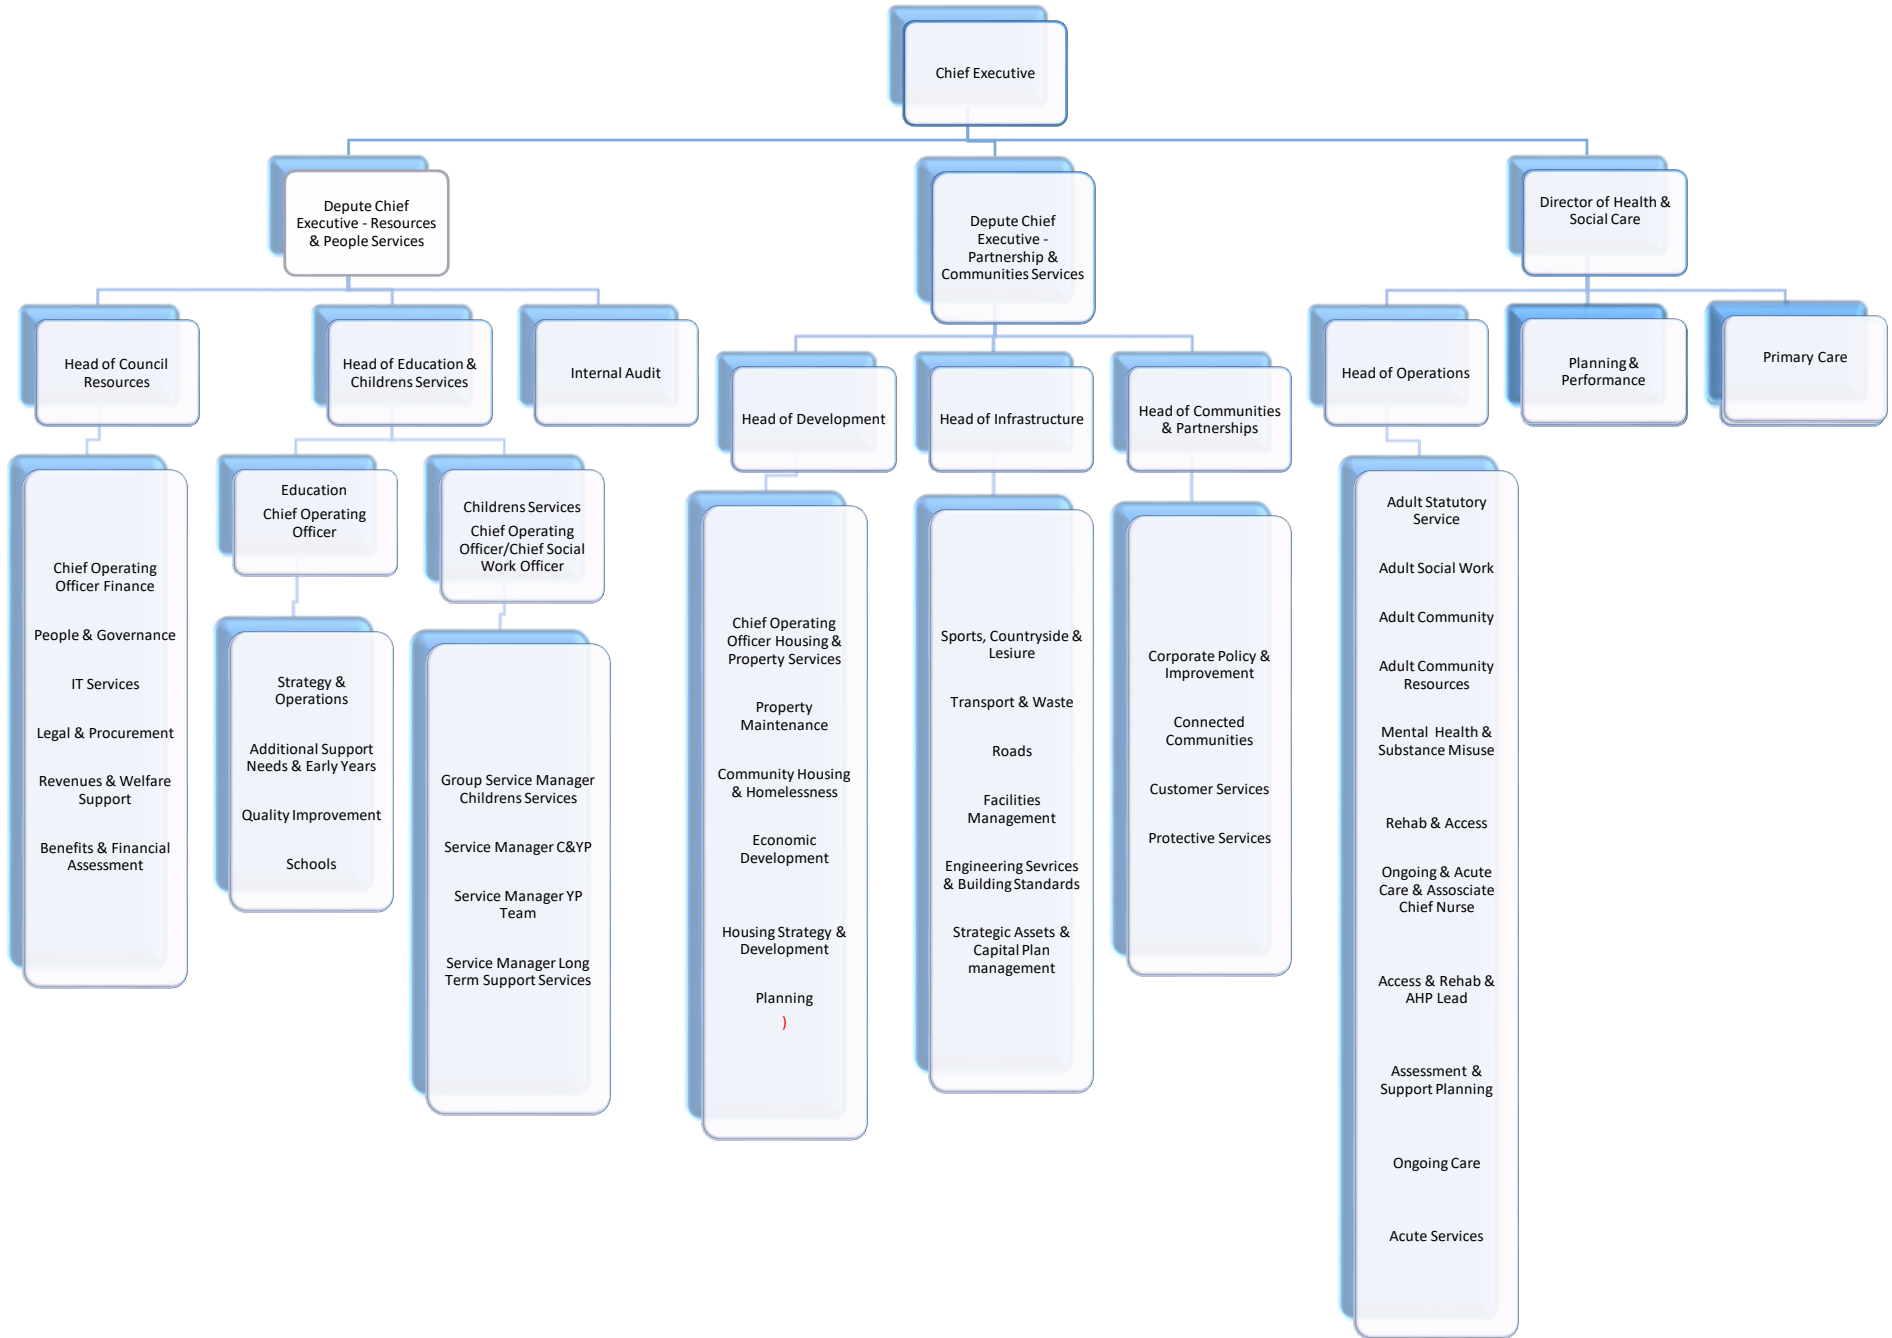 Chief Executive
Depute Chief
Executive - Resources
& People Services
Depute Chief
Executive -
Partnership &
Communities Services
Director of Health &
Social Care
Head of Council
Resources
Head of Education &
Childrens Services
Internal Audit
Head of Development
Head of Infrastructure
Head of Communities
& Partnerships
Head of Operations
Planning &
Performance
Primary Care
Chief Operating
Officer Finance
People & Governance
IT Services
Legal & Procurement
Revenues & Welfare
Support
Benefits & Financial
Assessment
Education
Chief Operating
Officer
Strategy &
Operations
Additional Support
Needs & Early Years
Quality Improvement
Schools
Childrens Services
Chief Operating
Officer/Chief Social
Work Officer
Group Service Manager
Childrens Services
Service Manager C&YP
Service Manager YP
Team
Service Manager Long
Term Support Services
Chief Operating
Officer Housing &
Property Services
Property
Maintenance
Community Housing
& Homelessness
Economic
Development
Housing Strategy &
Development
Planning
)
Sports, Countryside &
Lesiure
Transport & Waste
Roads
Facilities
Management
Engineering Sevrices
& Building Standards
Strategic Assets &
Capital Plan
management
Corporate Policy &
Improvement
Connected
Communities
Customer Services
Protective Services
Adult Statutory
Service
Adult Social Work
Adult Community
Adult Community
Resources
Mental Health &
Substance Misuse
Rehab & Access
Ongoing & Acute
Care & Assosciate
Chief Nurse
Access & Rehab &
AHP Lead
Assessment &
Support Planning
Ongoing Care
Acute Services